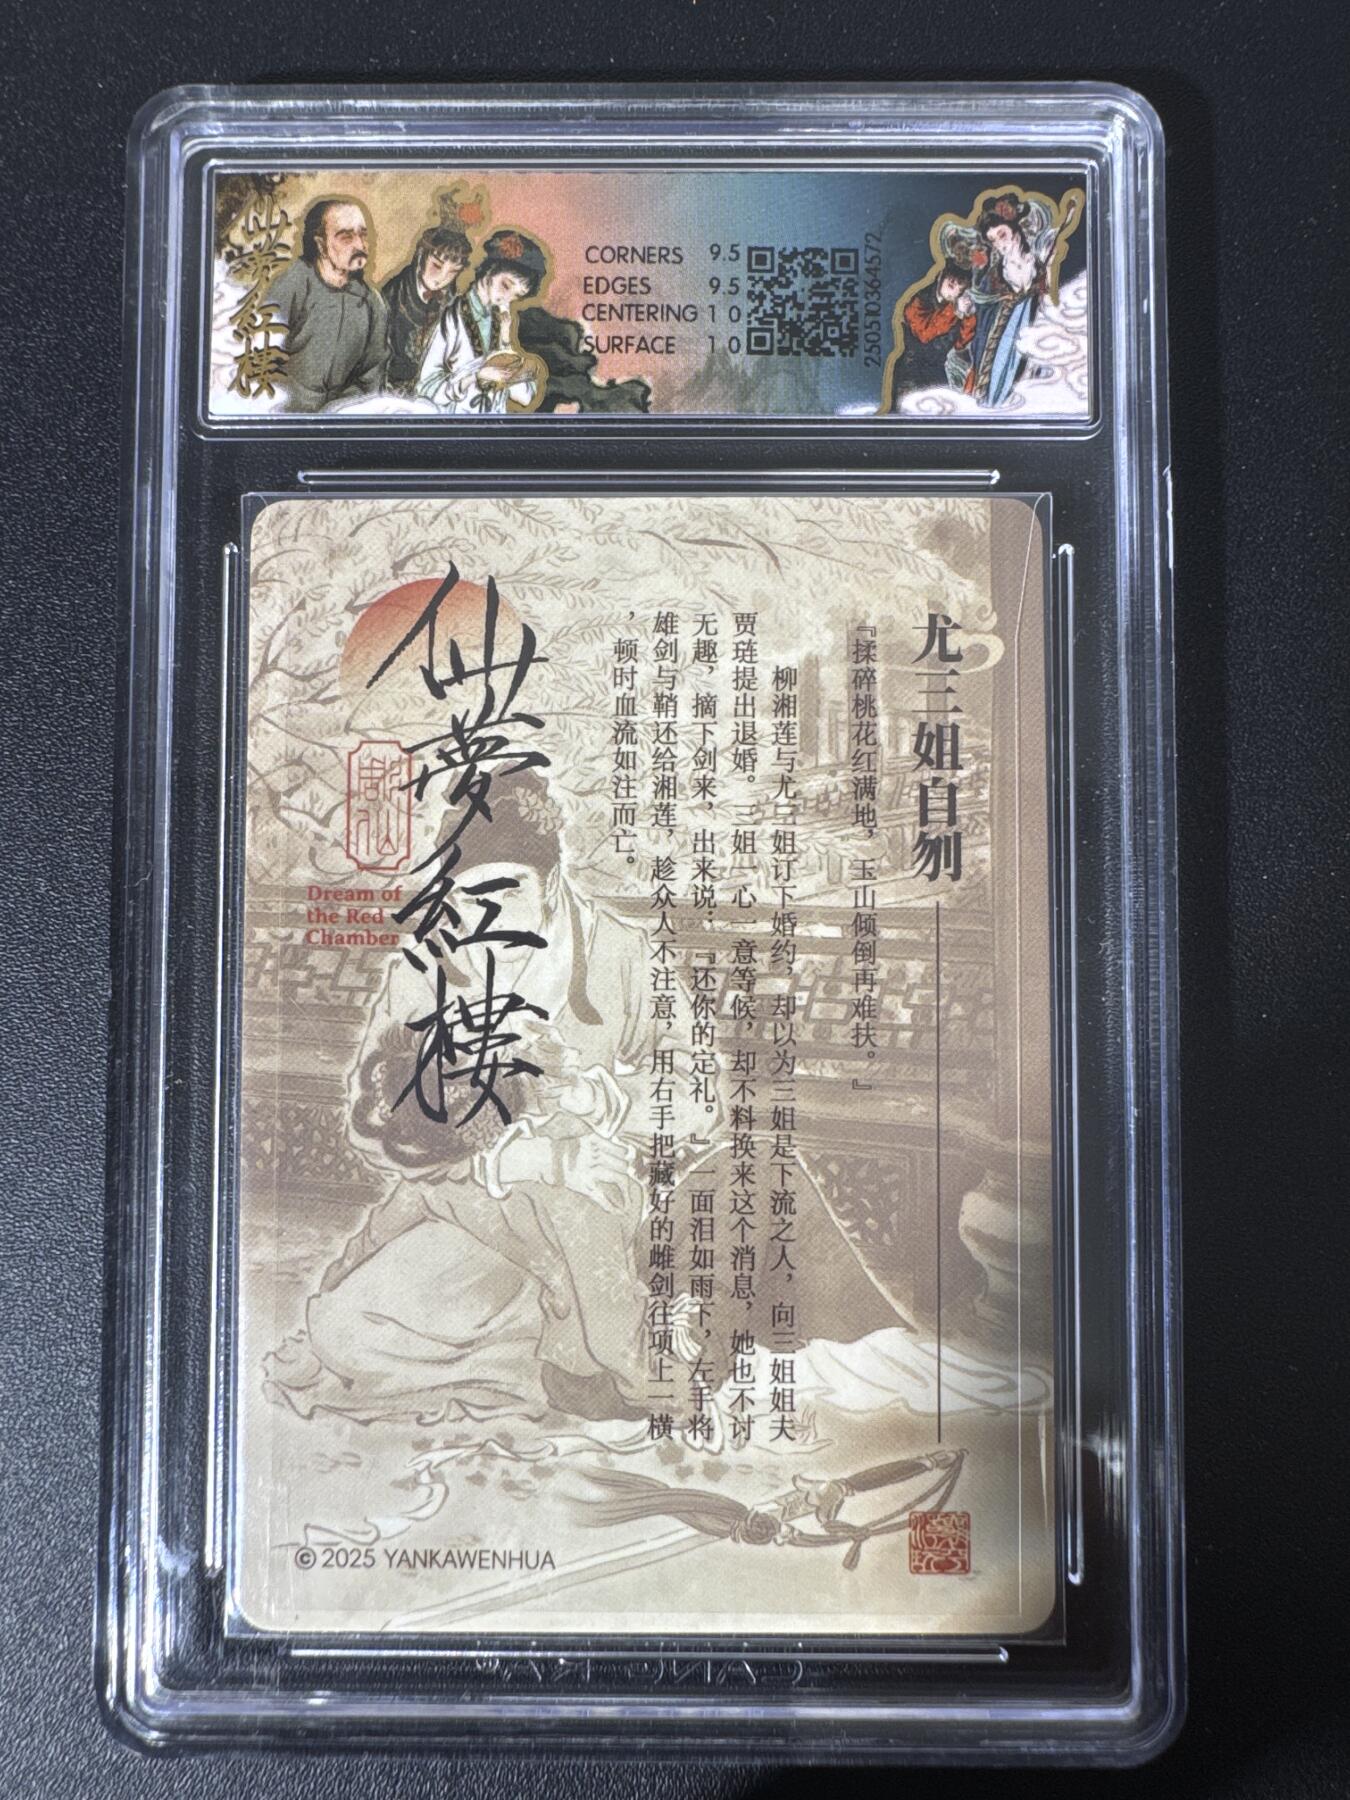 仙夢紅樓
CORNERS 9.5
EDGES 9.5
CENTERING 10
SURFACE 10
250510364572
尤三姐自刎
『揉碎桃花红满地，玉山倾倒再难扶。』
柳湘莲与尤三姐订下婚约，却以为三姐是下流之人，向三姐姐夫
贾琏提出退婚。三姐一心一意等候，却不料换来这个消息，她也不讨
无趣，摘下剑来，出来说：『还你的定礼。』一面泪如雨下，左手将
雄剑与鞘还给湘莲，趁众人不注意，用右手把藏好的雌剑往项上一横
，顿时血流如注而亡。
仙夢紅樓
Dream of
the Red
Chamber
© 2025 YANKAWENHUA